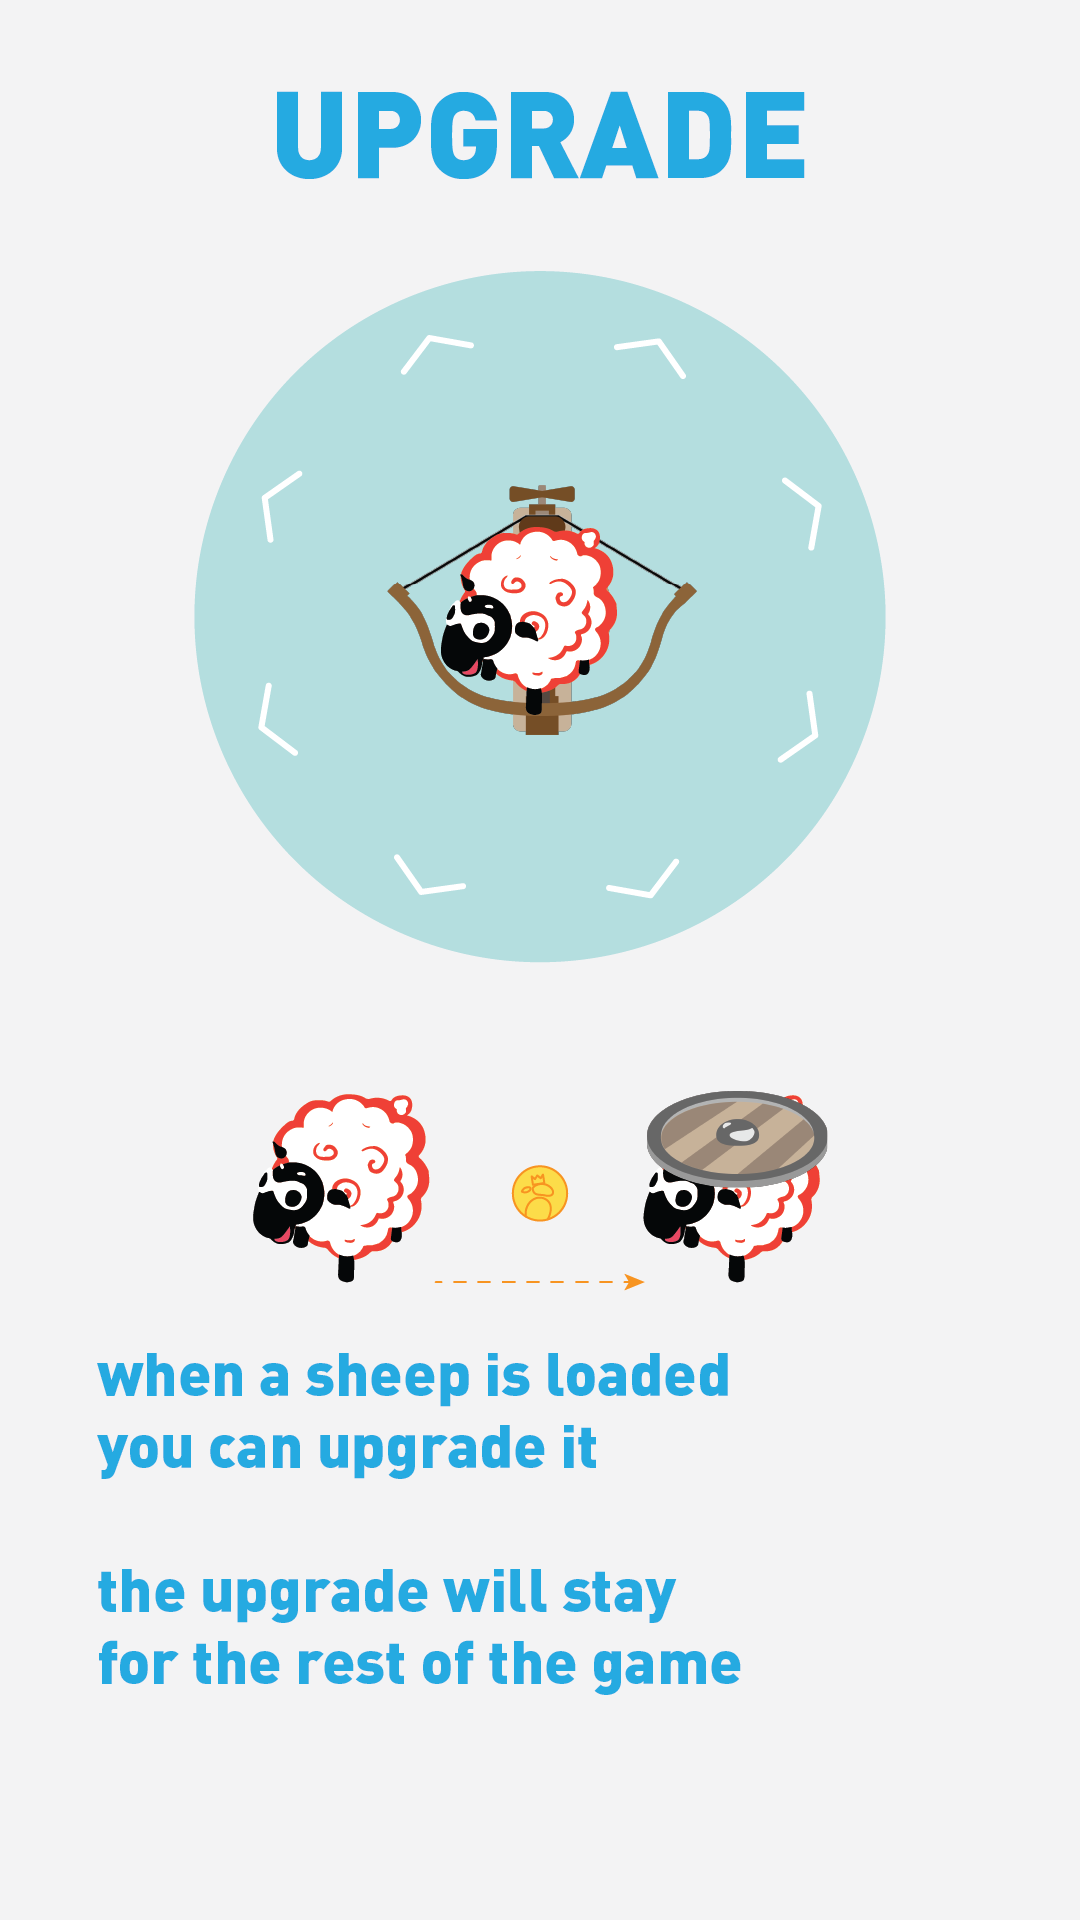 UPGRADE
when a sheep is loaded
you can upgrade it
the upgrade will stay
for the rest of the game